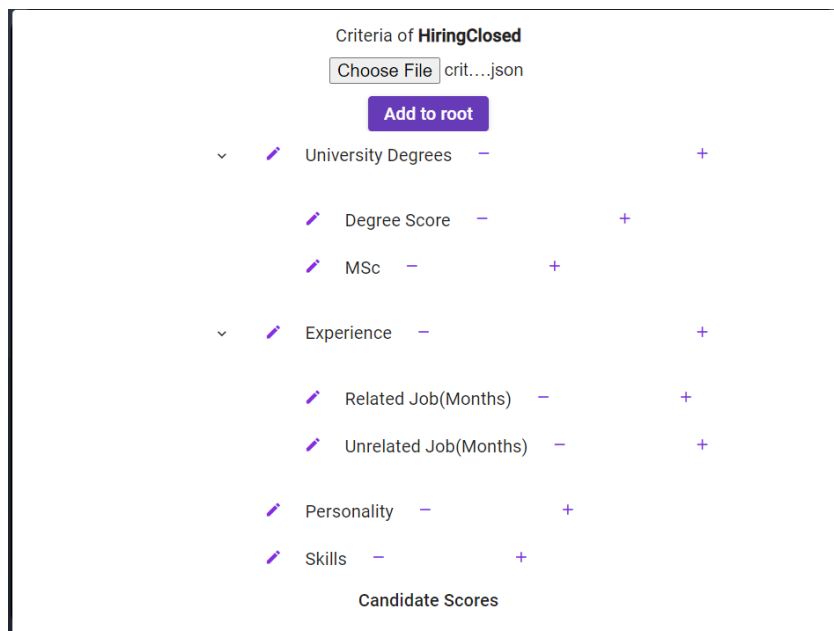 Criteria of HiringClosed
Choose File crit....json
Add to root
University Degrees − +
Degree Score − +
MSc − +
Experience − +
Related Job(Months) − +
Unrelated Job(Months) − +
Personality − +
Skills − +
Candidate Scores